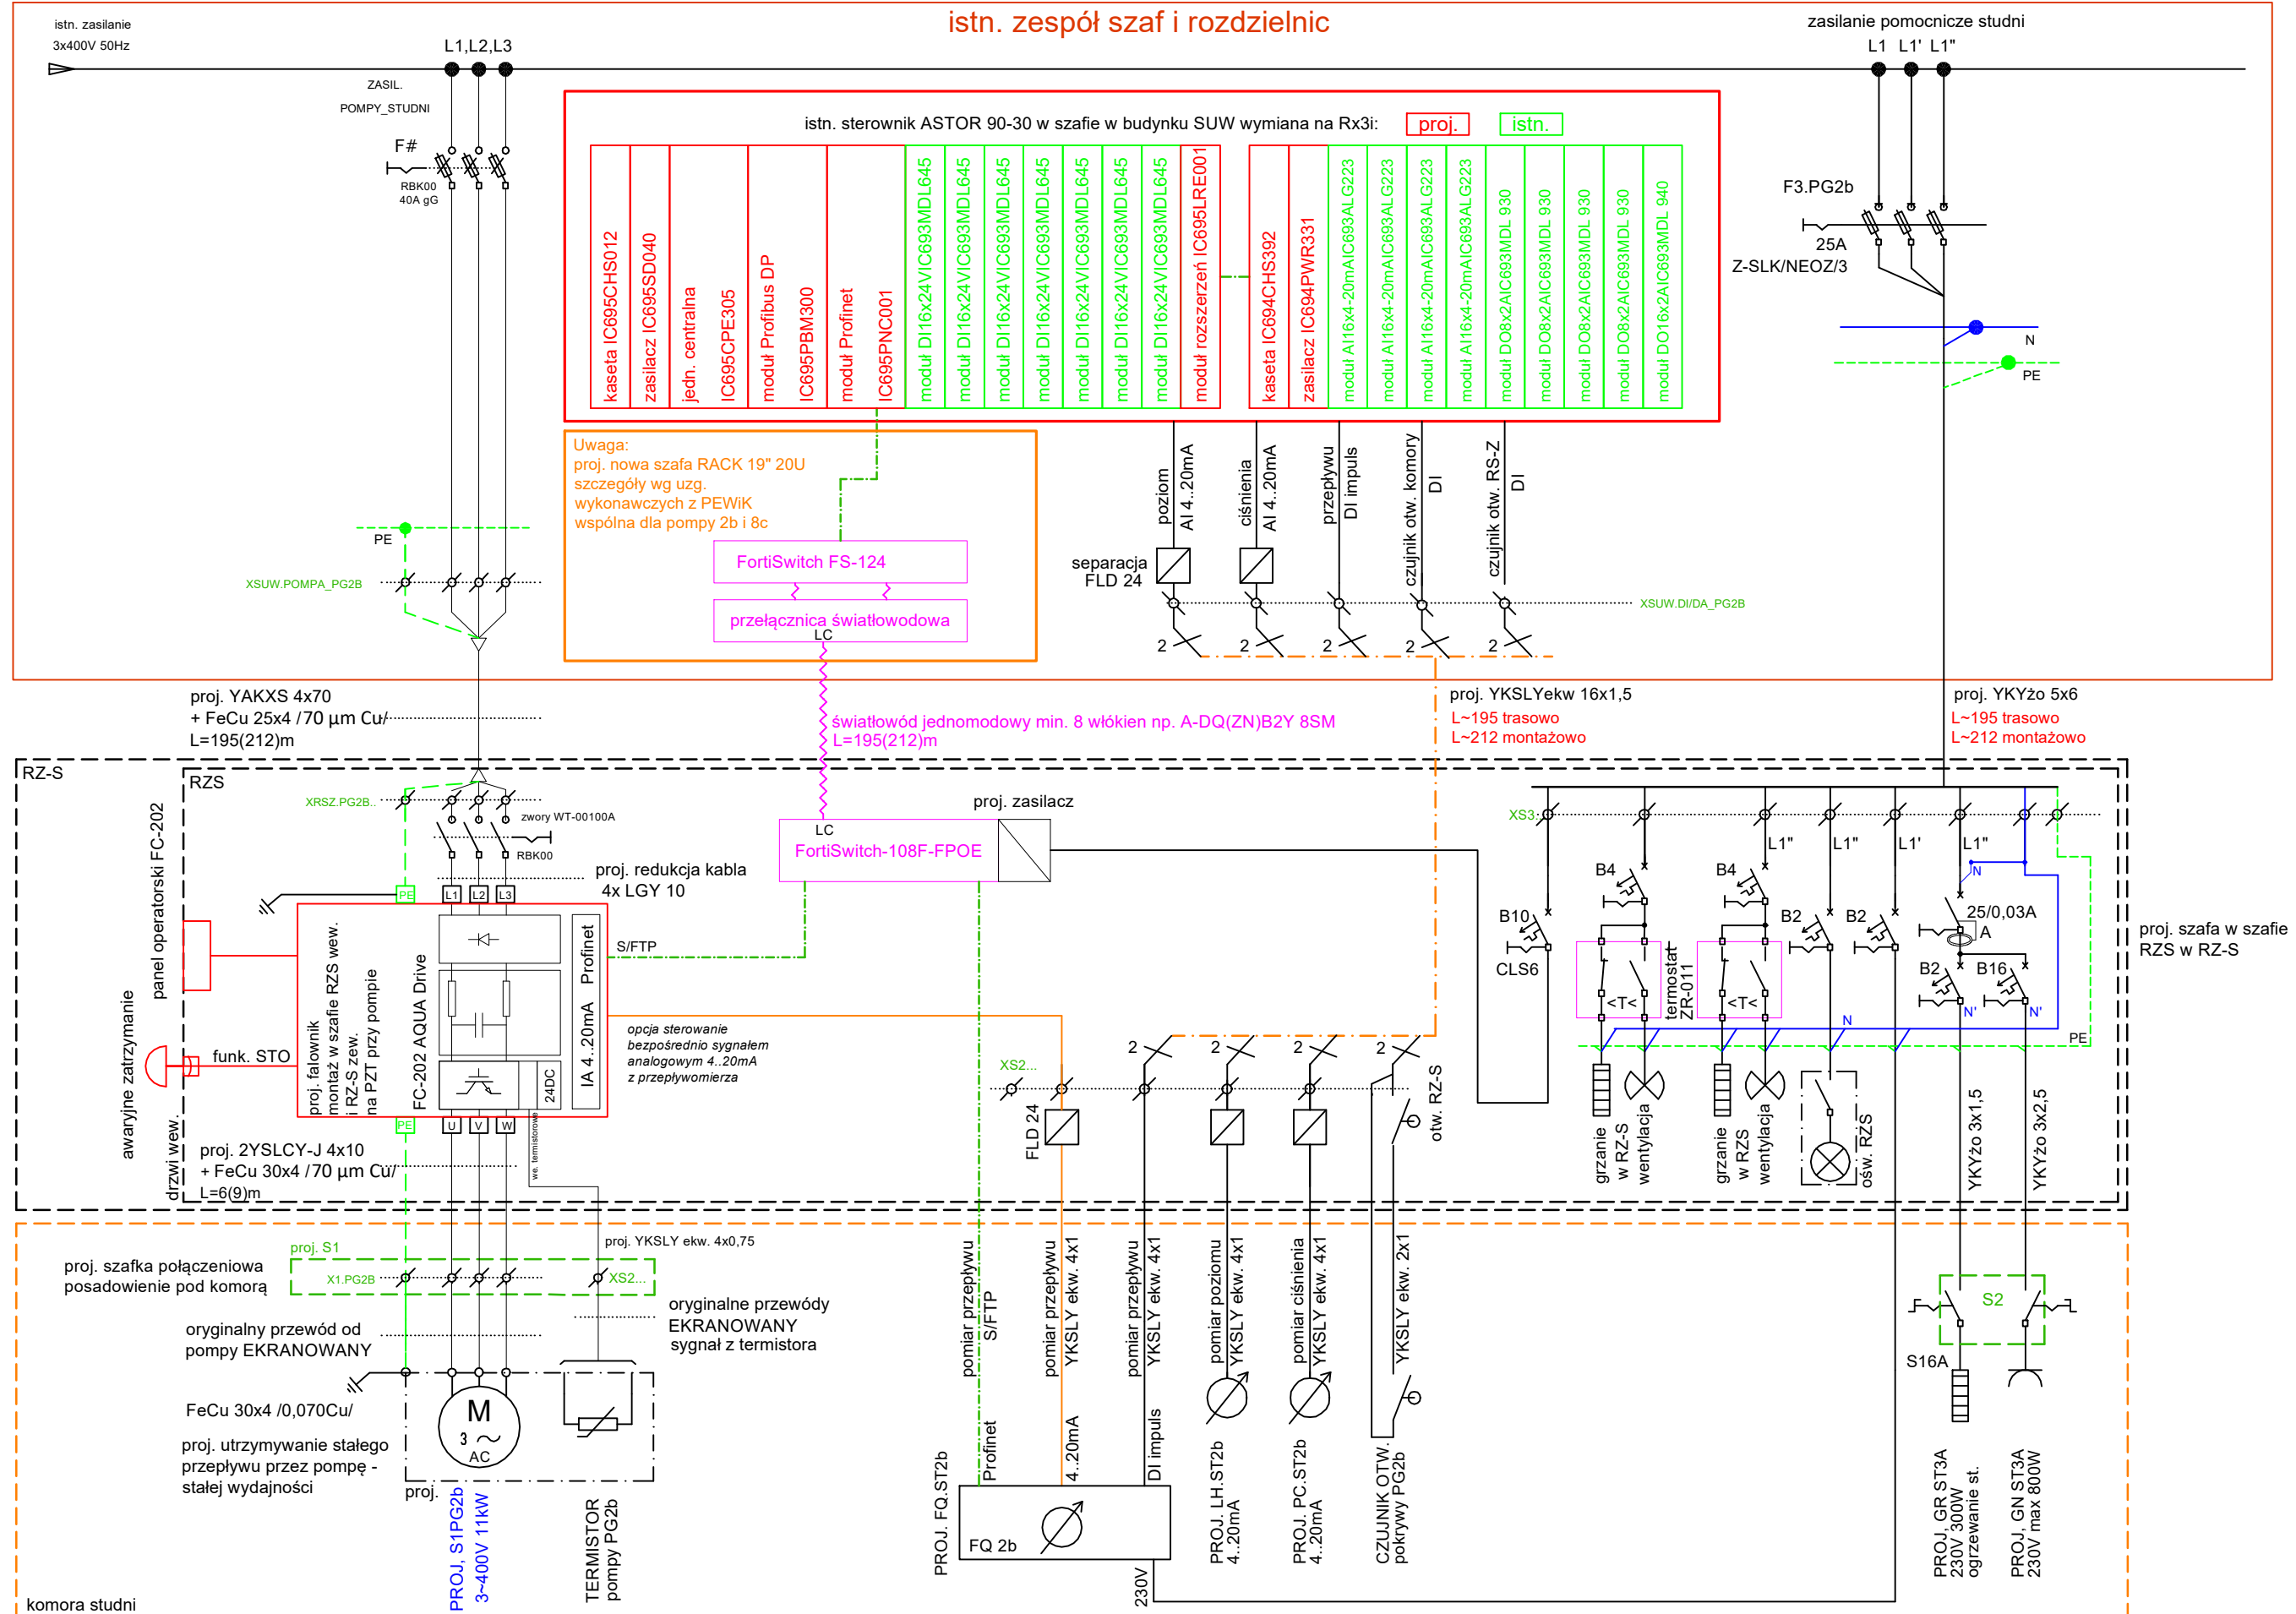 istn. zespół szaf i rozdzielnic
istn. zasilanie
3x400V 50Hz
L1,L2,L3
ZASIL.
POMPY_STUDNI
F#
RBK00
40A gG
zasilanie pomocnicze studni
L1 L1' L1"
F3.PG2b
25A
Z-SLK/NEOZ/3
N
PE
istn. sterownik ASTOR 90-30 w szafie w budynku SUW wymiana na Rx3i:
proj.
istn.
kaseta IC695CHS012
zasilacz IC695SD040
jedn. centralna
IC695CPE305
moduł Profibus DP
IC695PBM300
moduł Profinet
IC695PNC001
moduł DI16x24VIC693MDL645
moduł DI16x24VIC693MDL645
moduł DI16x24VIC693MDL645
moduł DI16x24VIC693MDL645
moduł DI16x24VIC693MDL645
moduł DI16x24VIC693MDL645
moduł DI16x24VIC693MDL645
moduł rozszerzeń IC695LRE001
kaseta IC694CHS392
zasilacz IC694PWR331
moduł AI16x4-20mAIC693ALG223
moduł AI16x4-20mAIC693ALG223
moduł AI16x4-20mAIC693ALG223
moduł AI16x4-20mAIC693ALG223
moduł DO8x2AIC693MDL 930
moduł DO8x2AIC693MDL 930
moduł DO8x2AIC693MDL 930
moduł DO8x2AIC693MDL 930
moduł DO16x2AIC693MDL 940
Uwaga:
proj. nowa szafa RACK 19" 20U
szczegóły wg uzg.
wykonawczych z PEWiK
wspólna dla pompy 2b i 8c
FortiSwitch FS-124
przełącznica światłowodowa
LC
poziom
AI 4..20mA
ciśnienia
AI 4..20mA
przepływu
DI impuls
czujnik otw. komory
DI
czujnik otw. RS-Z
DI
separacja
FLD 24
XSUW.DI/DA_PG2B
2
2
2
2
2
PE
XSUW.POMPA_PG2B
proj. YAKXS 4x70
+ FeCu 25x4 /70 µm Cu/
L=195(212)m
światłowód jednomodowy min. 8 włókien np. A-DQ(ZN)B2Y 8SM
L=195(212)m
proj. YKSLYekw 16x1,5
L~195 trasowo
L~212 montażowo
proj. YKYżo 5x6
L~195 trasowo
L~212 montażowo
RZ-S
RZS
XRSZ.PG2B..
zwory WT-00100A
RBK00
proj. redukcja kabla
4x LGY 10
PE
L1
L2
L3
panel operatorski FC-202
awaryjne zatrzymanie
drzwi wew.
funk. STO
proj. falownik
montaż w szafie RZS wew.
i RZ-S zew.
na PZT przy pompie
FC-202 AQUA Drive
24DC
IA 4..20mA Profinet
S/FTP
LC
FortiSwitch-108F-FPOE
proj. zasilacz
opcja sterowanie
bezpośrednio sygnałem
analogowym 4..20mA
z przepływomierza
PE
U
V
W
we. termistorowe
proj. 2YSLCY-J 4x10
+ FeCu 30x4 /70 µm Cu/
L=6(9)m
XS2...
FLD 24
2
2
2
2
otw. RZ-S
XS3.
B10
CLS6
B4
<T<
termostat
ZR-011
B4
<T<
L1"
L1"
L1'
L1"
B2
B2
N
25/0,03A
A
B2
B16
N'
N'
N
PE
grzanie
w RZ-S
wentylacja
grzanie
w RZS
wentylacja
ośw. RZS
YKYżo 3x1,5
YKYżo 3x2,5
proj. szafa w szafie
RZS w RZ-S
proj. szafka połączeniowa
posadowienie pod komorą
proj. S1
X1.PG2B
XS2...
proj. YKSLY ekw. 4x0,75
oryginalny przewód od
pompy EKRANOWANY
oryginalne przewódy
EKRANOWANY
sygnał z termistora
FeCu 30x4 /0,070Cu/
proj. utrzymywanie stałego
przepływu przez pompę -
stałej wydajności
M
3
AC
proj.
PROJ, S1PG2b
3~400V 11kW
TERMISTOR
pompy PG2b
pomiar przepływu
S/FTP
Profinet
pomiar przepływu
YKSLY ekw. 4x1
4..20mA
pomiar przepływu
YKSLY ekw. 4x1
DI impuls
pomiar poziomu
YKSLY ekw. 4x1
pomiar ciśnienia
YKSLY ekw. 4x1
YKSLY ekw. 2x1
PROJ. FQ.ST2b
FQ 2b
230V
PROJ. LH.ST2b
4..20mA
PROJ. PC.ST2b
4..20mA
CZUJNIK OTW.
pokrywy PG2b
S2
S16A
PROJ, GR ST3A
230V 300W
ogrzewanie st.
PROJ, GN ST3A
230V max 800W
komora studni